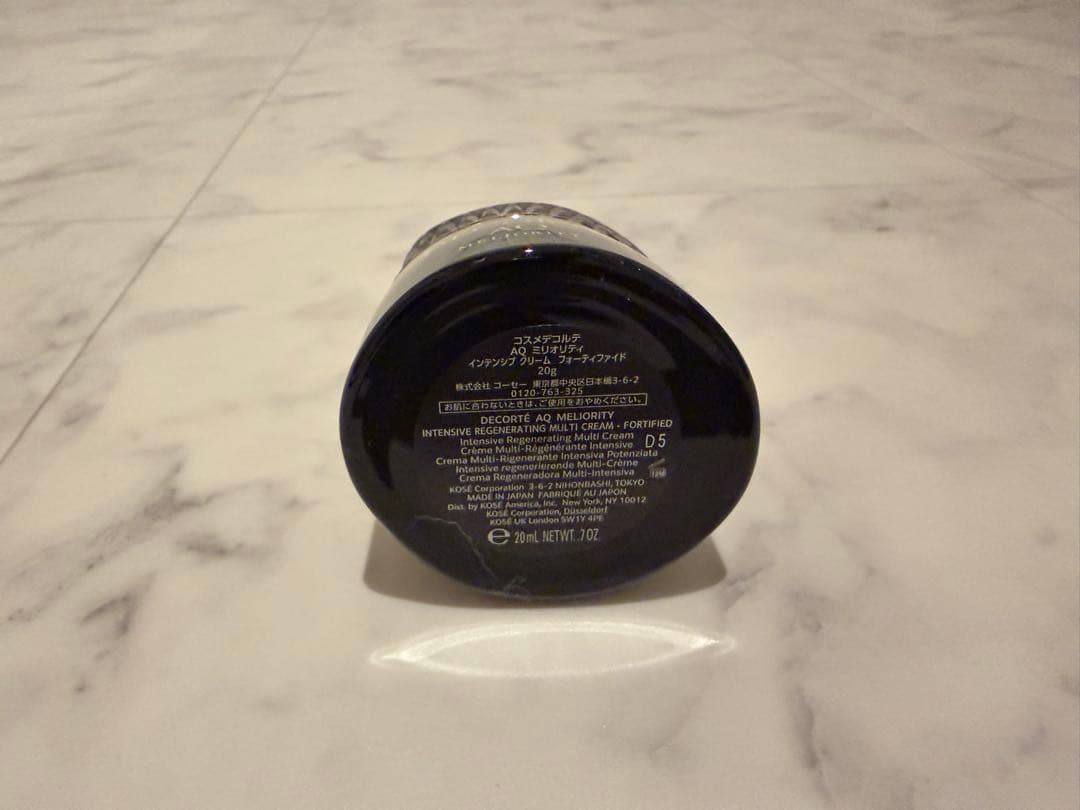 AQ
MELIORITY
コスメデコルテ
AQ ミリオリティ
インテンシブ クリーム フォーティファイド
20g
株式会社 コーセー 東京都中央区日本橋3-6-2
0120-763-325
お肌に合わないときは、ご使用をおやめください。
DECORTÉ AQ MELIORITY
INTENSIVE REGENERATING MULTI CREAM - FORTIFIED
Intensive Regenerating Multi Cream
Crème Multi-Régénérante Intensive
D5
Crema Multi-Rigenerante Intensiva Potenziata
Intensive regenerierende Multi-Crème
Crema Regeneradora Multi-Intensiva
KOSÉ Corporation 3-6-2 NIHONBASHI, TOKYO
MADE IN JAPAN FABRIQUÉ AU JAPON
Dist. by KOSÉ America, Inc. New York, NY 10012
KOSÉ Corporation, Düsseldorf
KOSÉ UK London SW1Y 4PE
e 20mL NETWT. .7OZ.